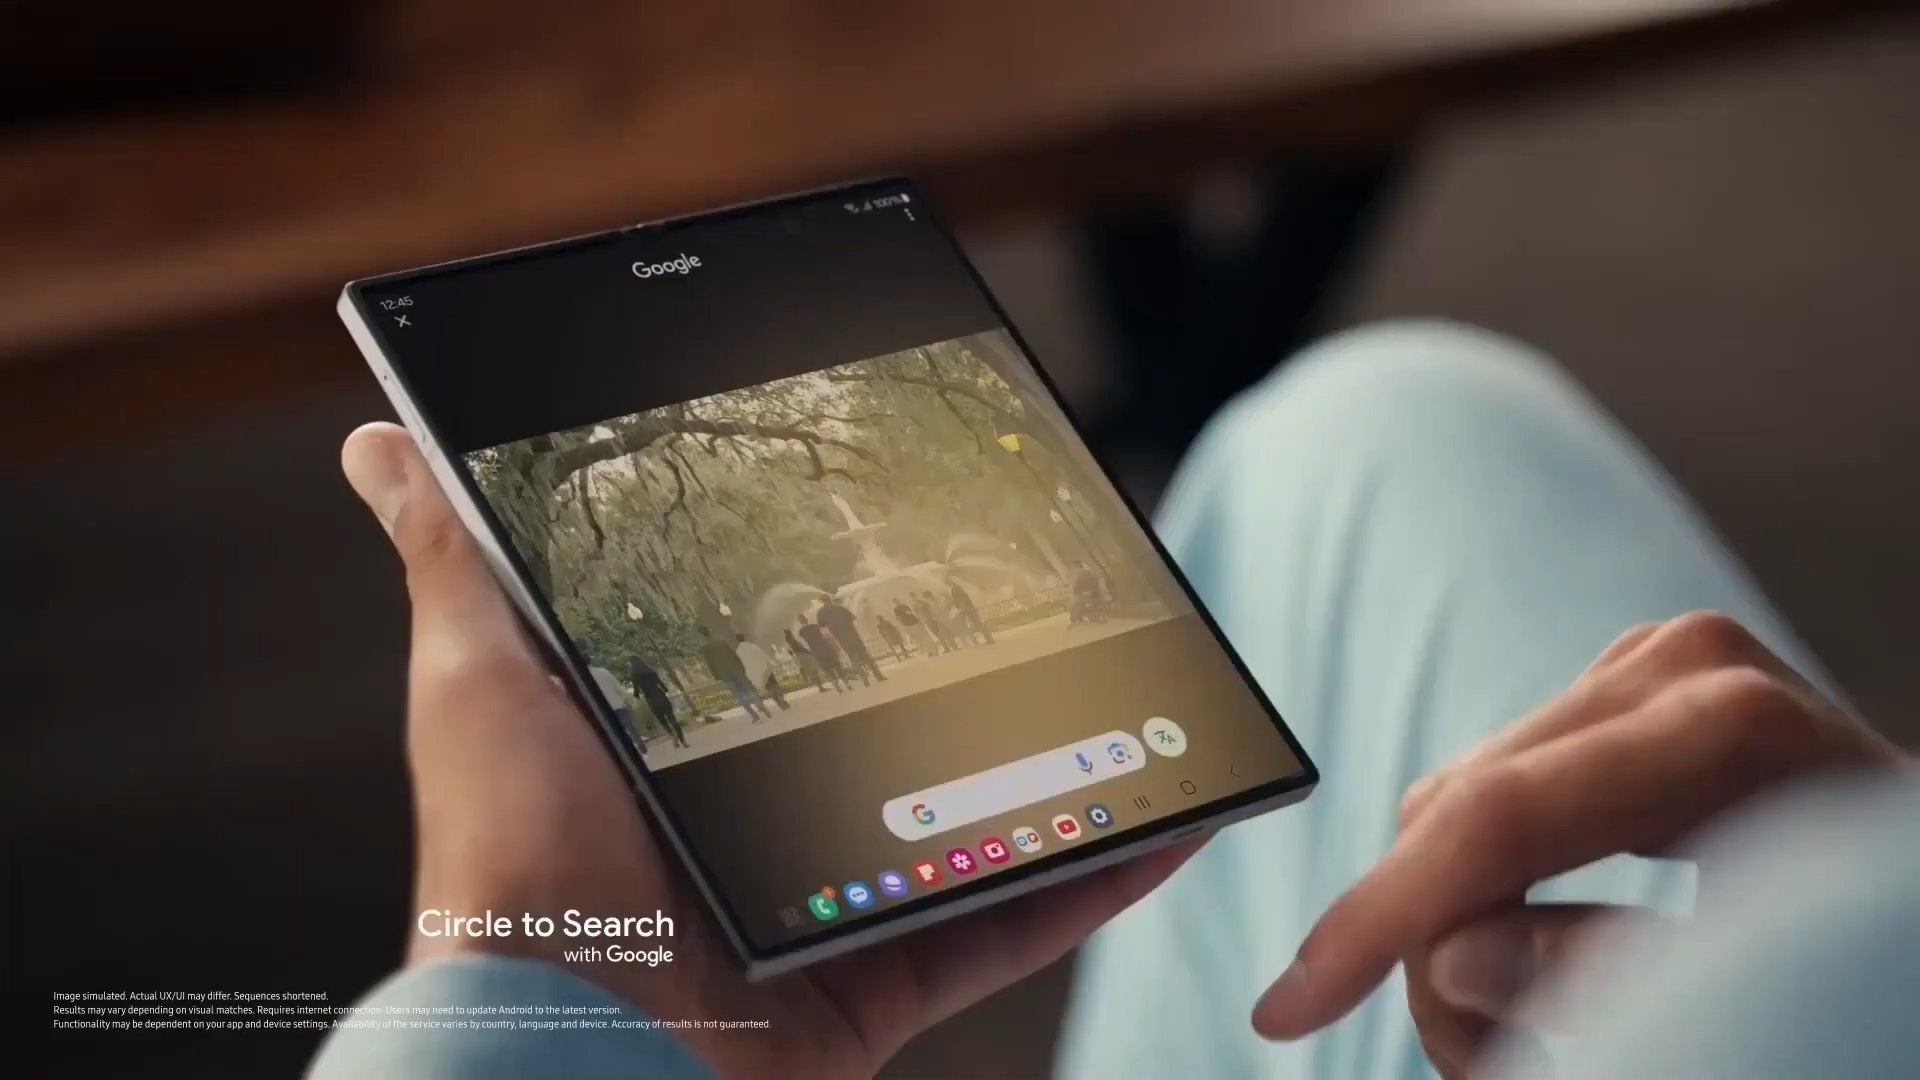 100%
Google
12:45
Circle to Search
with Google
Image simulated. Actual UX/UI may differ. Sequences shortened.
Results may vary depending on visual matches. Requires internet connection. Users may need to update Android to the latest version.
Functionality may be dependent on your app and device settings. Availability of the service varies by country, language and device. Accuracy of results is not guaranteed.